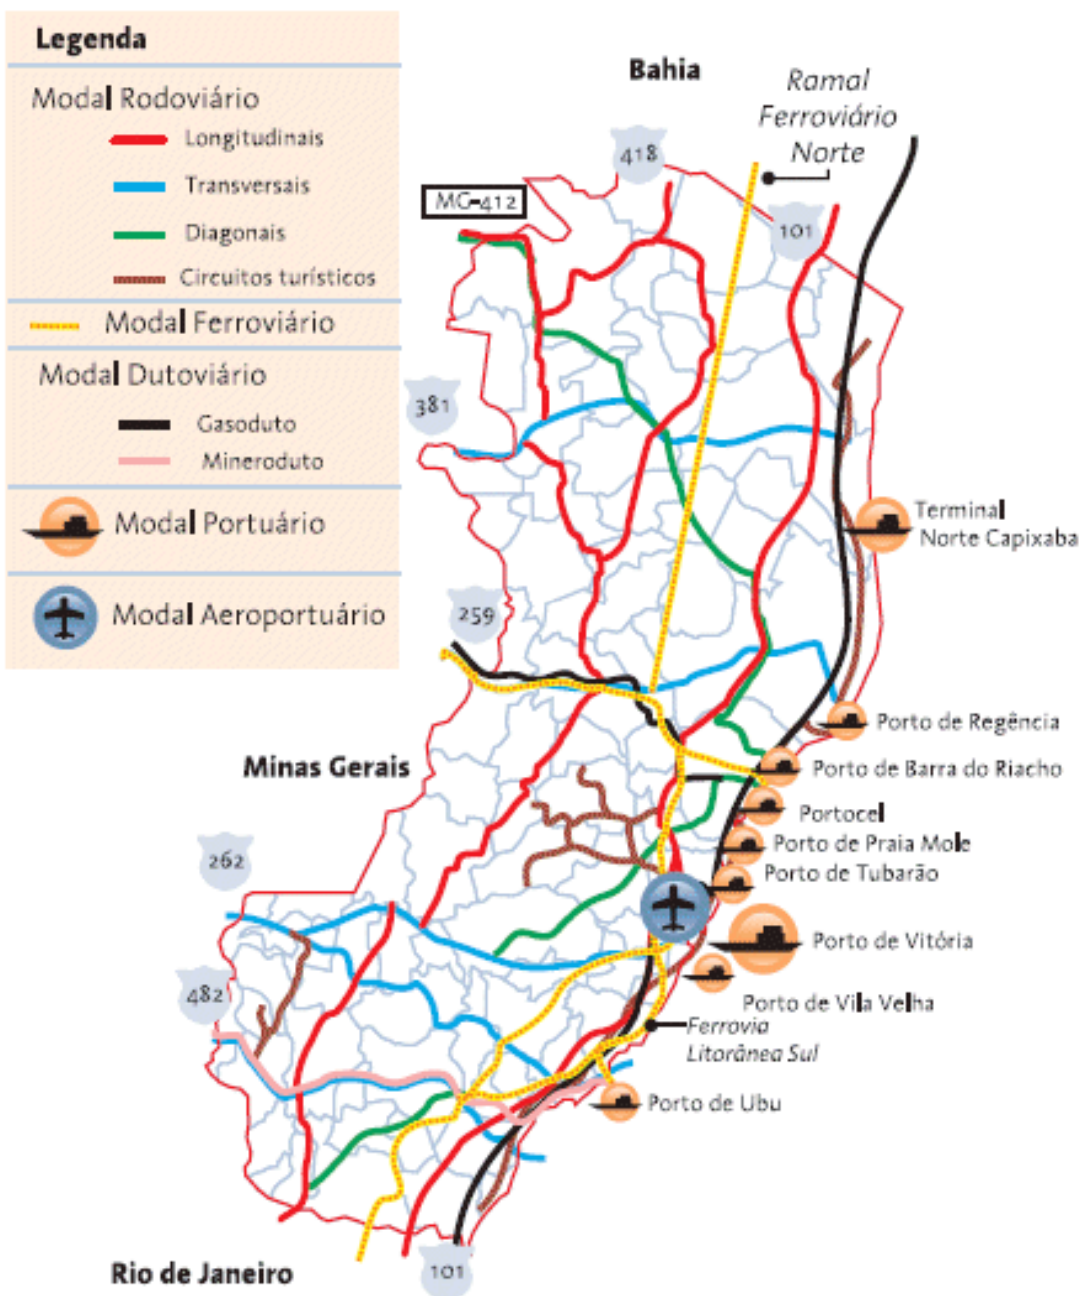 Legenda
Modal Rodoviário
Longitudinais
Transversais
Diagonais
Circuitos turísticos
Modal Ferroviário
Modal Dutoviário
Gasoduto
Mineroduto
Modal Portuário
Modal Aeroportuário
Bahia
Ramal
Ferroviário
Norte
418
MG-412
101
381
Terminal
Norte Capixaba
259
Porto de Regência
Minas Gerais
Porto de Barra do Riacho
Portocel
Porto de Praia Mole
262
Porto de Tubarão
Porto de Vitória
482
Porto de Vila Velha
Ferrovia
Litorânea Sul
Porto de Ubu
Rio de Janeiro
101